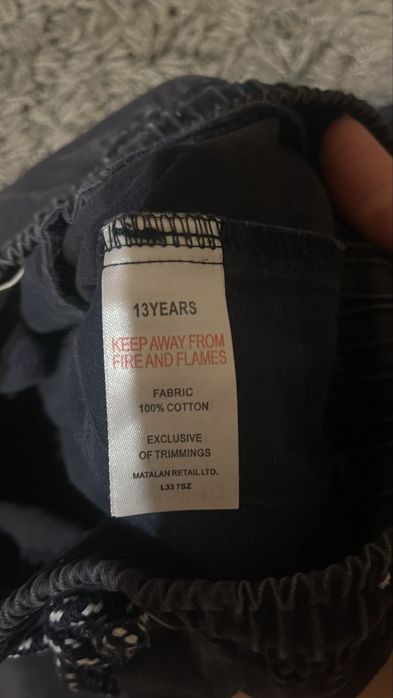 13YEARS
KEEP AWAY FROM
FIRE AND FLAMES
FABRIC
100% COTTON
EXCLUSIVE
OF TRIMMINGS
MATALAN RETAIL LTD.
L33 7SZ